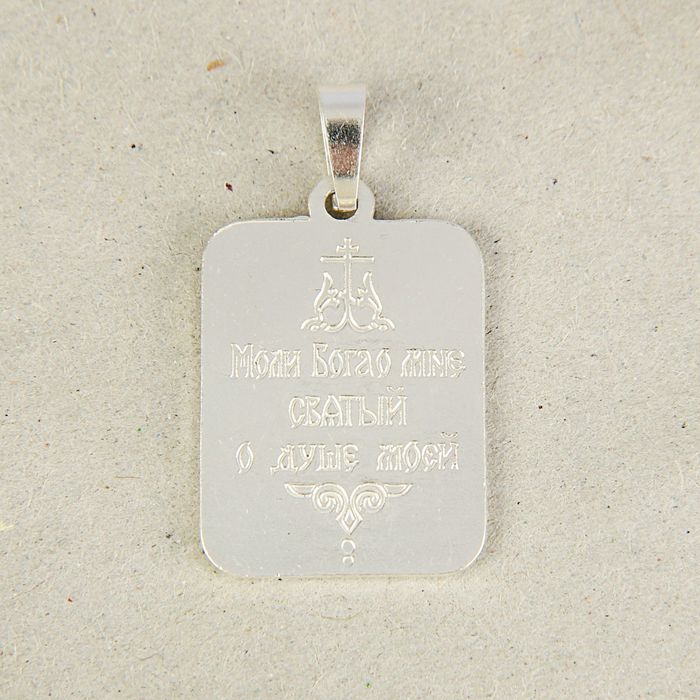 Моли Бога о мне
святый
о душе моей